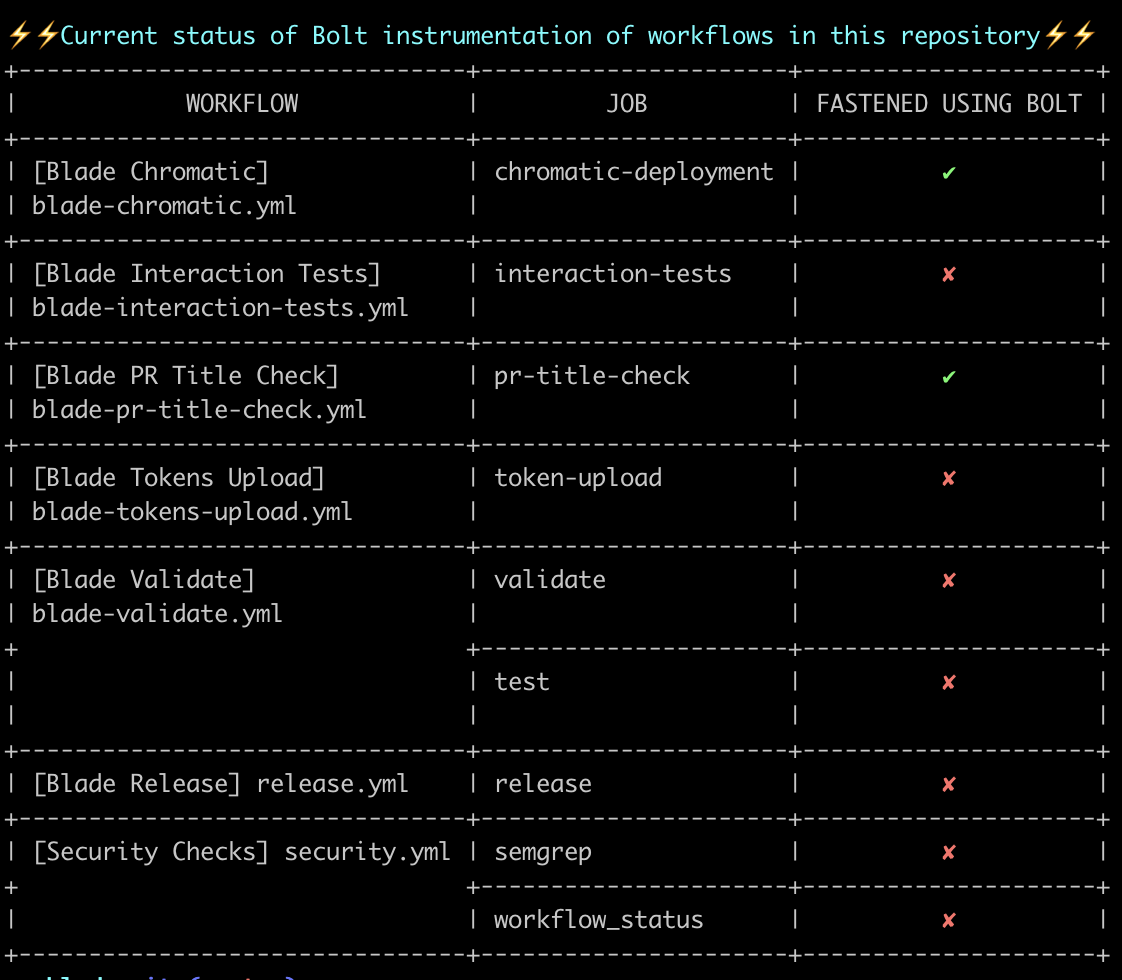 ⚡⚡Current status of Bolt instrumentation of workflows in this repository⚡⚡
WORKFLOW | JOB | FASTENED USING BOLT
[Blade Chromatic] | chromatic-deployment | ✔
blade-chromatic.yml
[Blade Interaction Tests] | interaction-tests | ✘
blade-interaction-tests.yml
[Blade PR Title Check] | pr-title-check | ✔
blade-pr-title-check.yml
[Blade Tokens Upload] | token-upload | ✘
blade-tokens-upload.yml
[Blade Validate] | validate | ✘
blade-validate.yml
test | ✘
[Blade Release] release.yml | release | ✘
[Security Checks] security.yml | semgrep | ✘
workflow_status | ✘